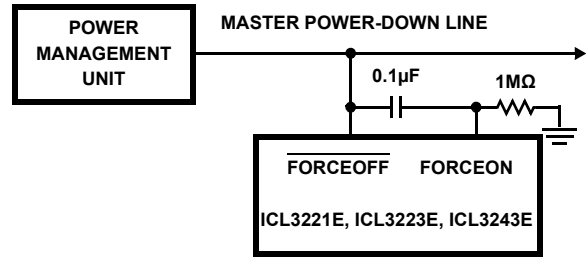 POWER
MANAGEMENT
UNIT
MASTER POWER-DOWN LINE
0.1µF
1MΩ
FORCEOFF FORCEON
ICL3221E, ICL3223E, ICL3243E